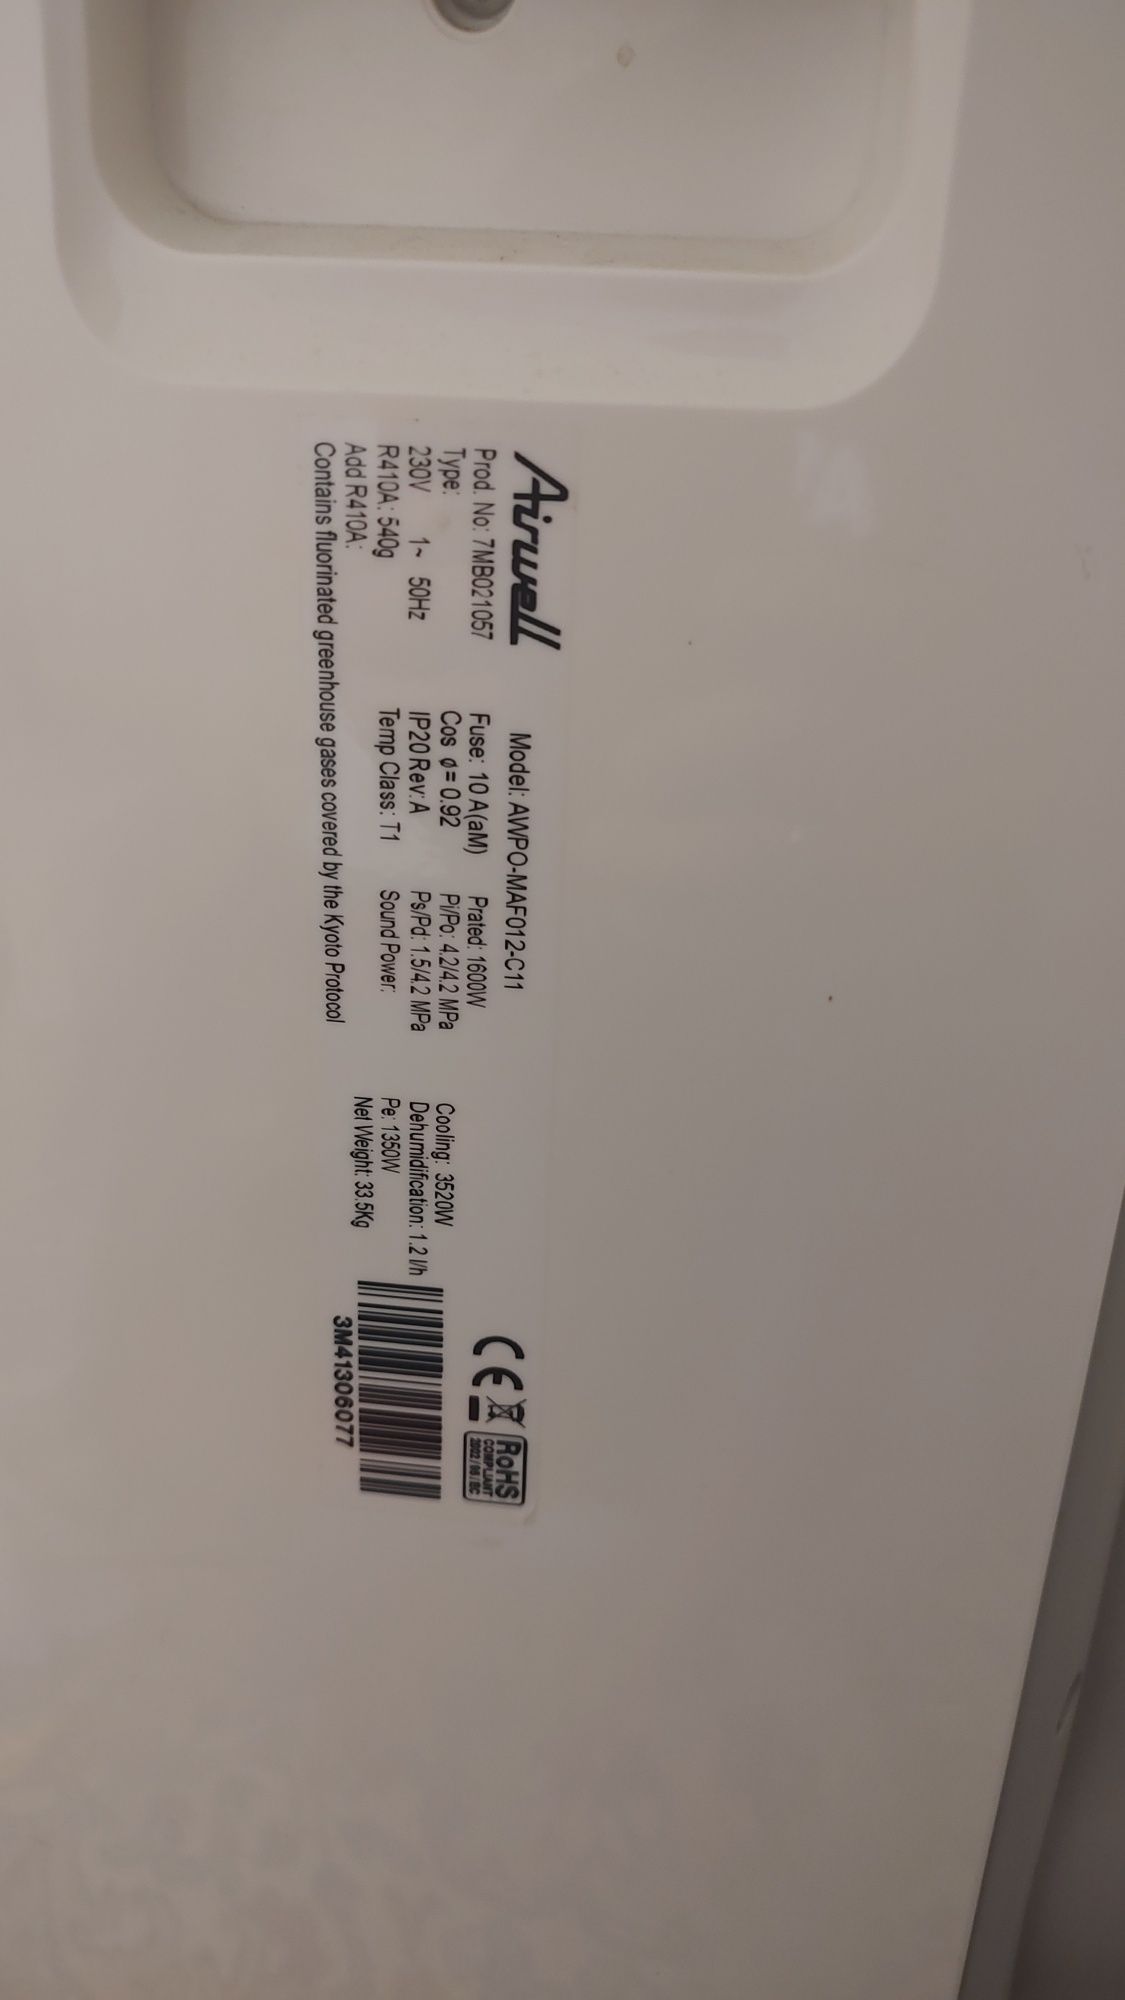 Airwell
Model: AWPO-MAF012-C11
Prod. No: 7MB021057
Fuse: 10 A(aM)
Prated: 1600W
Type:
Cos ø= 0.92
Pi/Po: 4.2/4.2 MPa
Cooling: 3520W
230V 1~ 50Hz
IP20 Rev: A
Ps/Pd: 1.5/4.2 MPa
Dehumidification: 1.2 l/h
R410A: 540g
Temp Class: T1
Sound Power:
Pe: 1350W
Add R410A:
Net Weight: 33.5Kg
Contains fluorinated greenhouse gases covered by the Kyoto Protocol
CE
RoHS
COMPLIANT
3M41306077